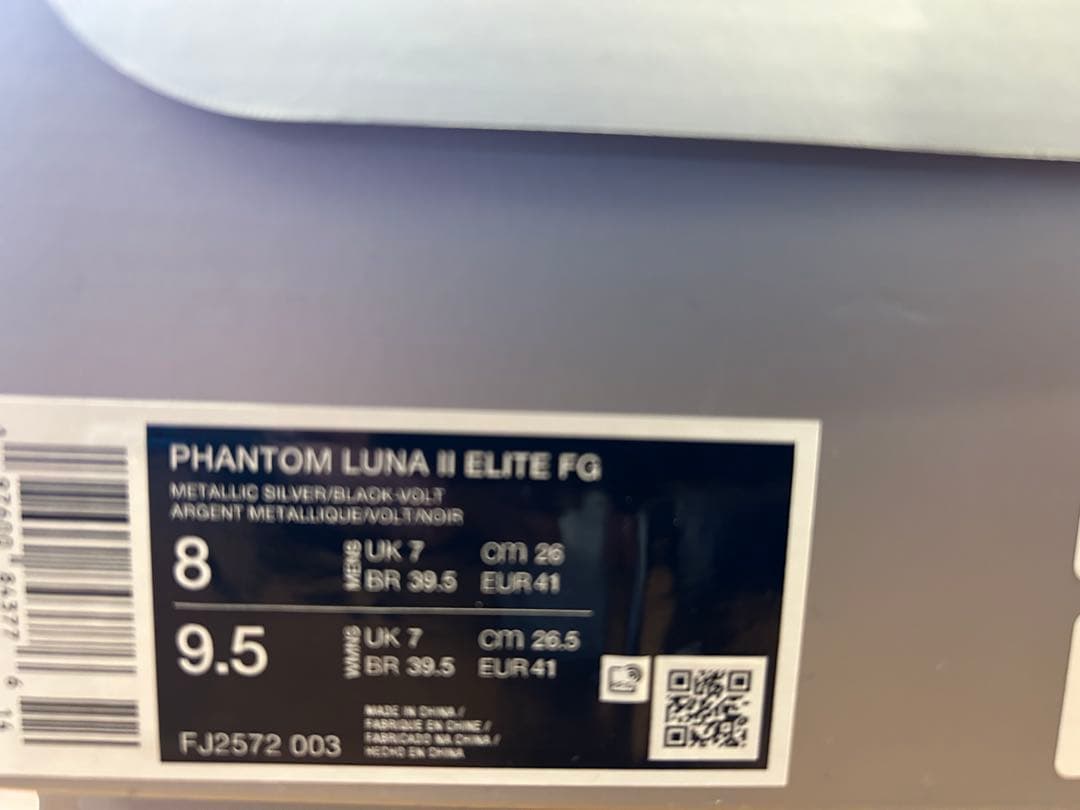 PHANTOM LUNA II ELITE FG
METALLIC SILVER/BLACK-VOLT
ARGENT METALLIQUE/VOLT/NOIR
8 MENS UK 7 cm 26
BR 39.5 EUR 41
9.5 WMNS UK 7 cm 26.5
BR 39.5 EUR 41
MADE IN CHINA /
FABRIQUE EN CHINE /
FABRICADO NA CHINA /
HECHO EN CHINA
FJ2572 003